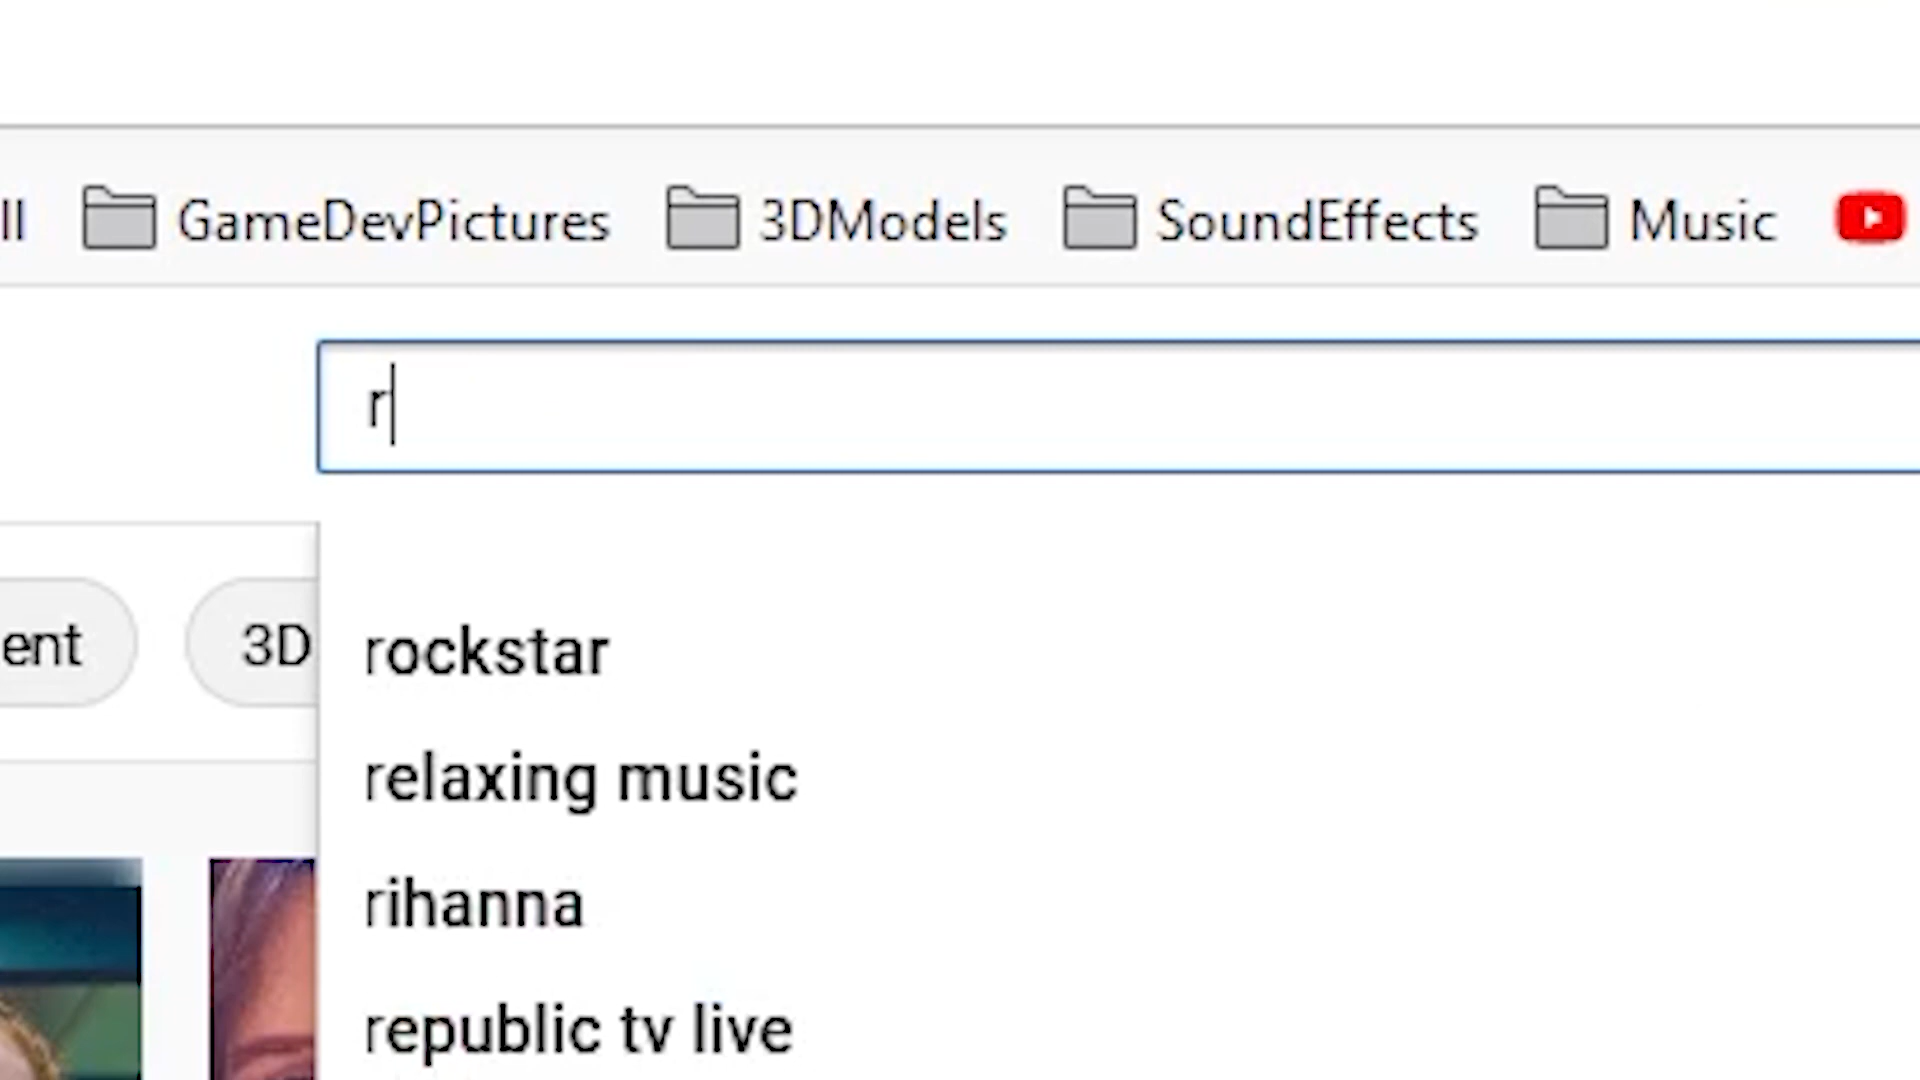 ll GameDevPictures 3DModels SoundEffects Music
r
ent 3D
rockstar
relaxing music
rihanna
republic tv live